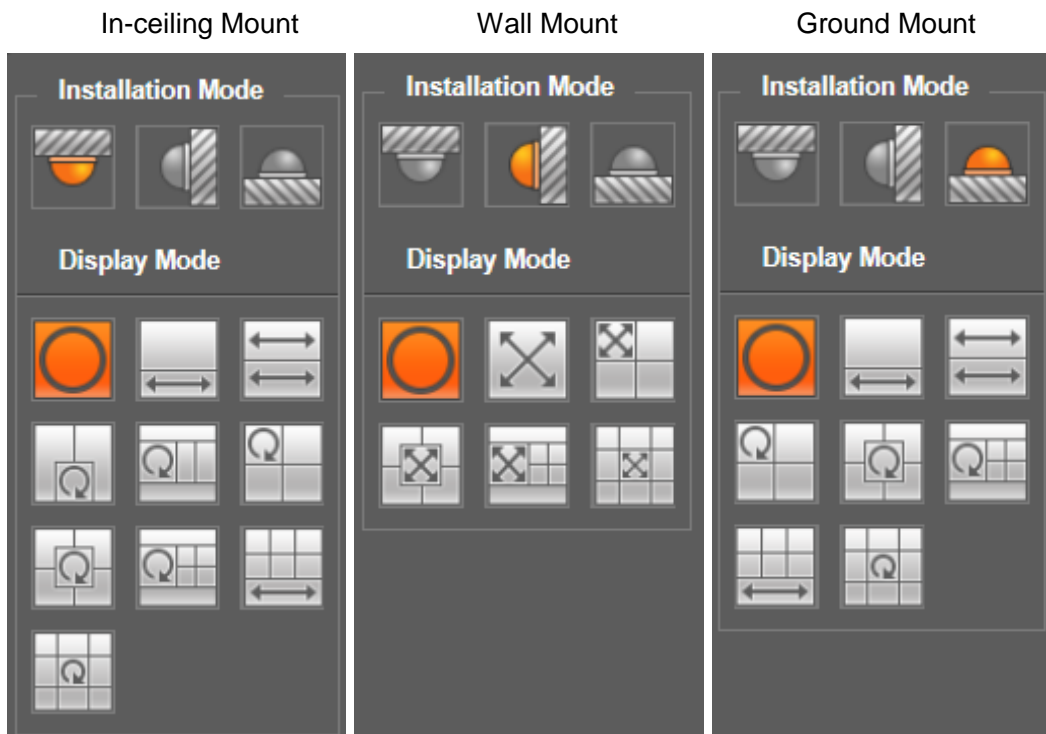 In-ceiling Mount
Wall Mount
Ground Mount
Installation Mode
Installation Mode
Installation Mode
Display Mode
Display Mode
Display Mode